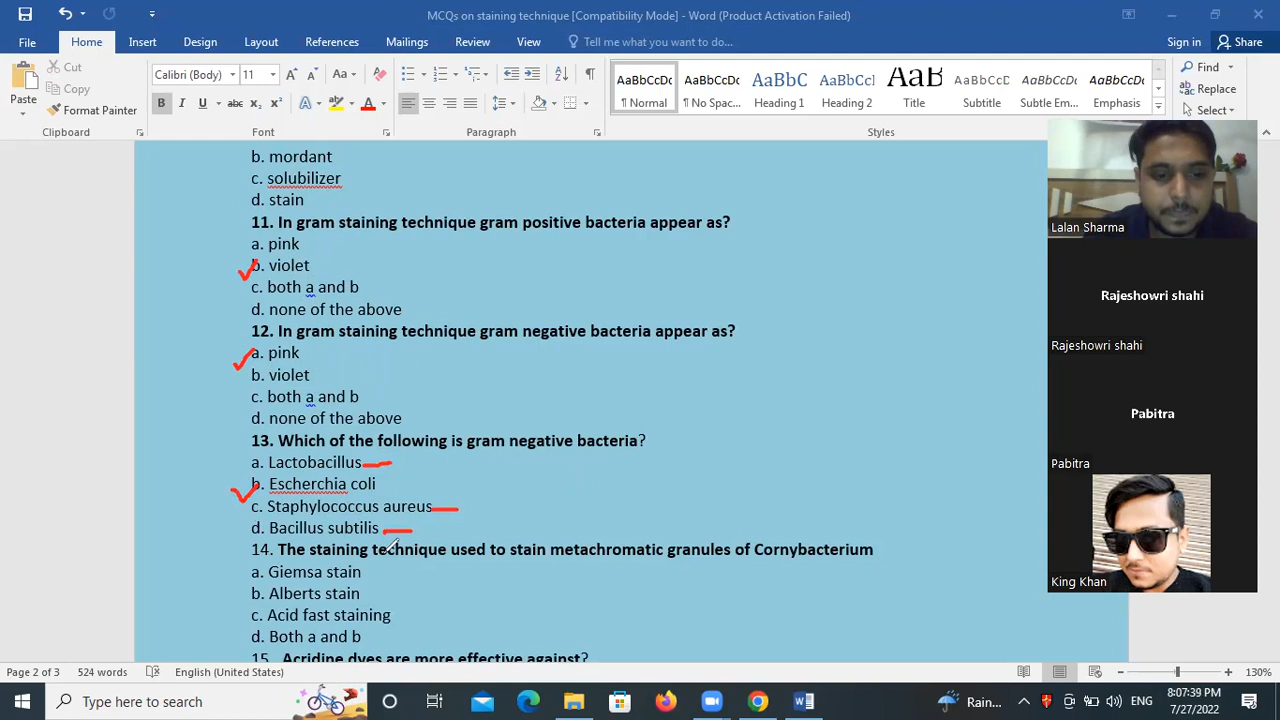 MCQs on staining technique [Compatibility Mode] - Word (Product Activation Failed)
File Home Insert Design Layout References Mailings Review View Tell me what you want to do... Sign in Share
Paste Cut Copy Format Painter
Calibri (Body) 11
AaBbCcDc AaBbCcDc AaBbC AaBbCcl AaB AaBbCcD AaBbCcDc AaBbCcDc
¶ Normal ¶ No Spac... Heading 1 Heading 2 Title Subtitle Subtle Em... Emphasis
Find Replace Select
Clipboard Font Paragraph Styles
b. mordant
c. solubilizer
d. stain
11. In gram staining technique gram positive bacteria appear as?
a. pink
b. violet
c. both a and b
d. none of the above
12. In gram staining technique gram negative bacteria appear as?
a. pink
b. violet
c. both a and b
d. none of the above
13. Which of the following is gram negative bacteria?
a. Lactobacillus
b. Escherchia coli
c. Staphylococcus aureus
d. Bacillus subtilis
14. The staining technique used to stain metachromatic granules of Cornybacterium
a. Giemsa stain
b. Alberts stain
c. Acid fast staining
d. Both a and b
15. Acridine dyes are more effective against?
Lalan Sharma
Rajeshowri shahi
Rajeshowri shahi
Pabitra
Pabitra
King Khan
Page 2 of 3 524 words English (United States) 130%
Type here to search Rain... ENG 8:07:39 PM
7/27/2022